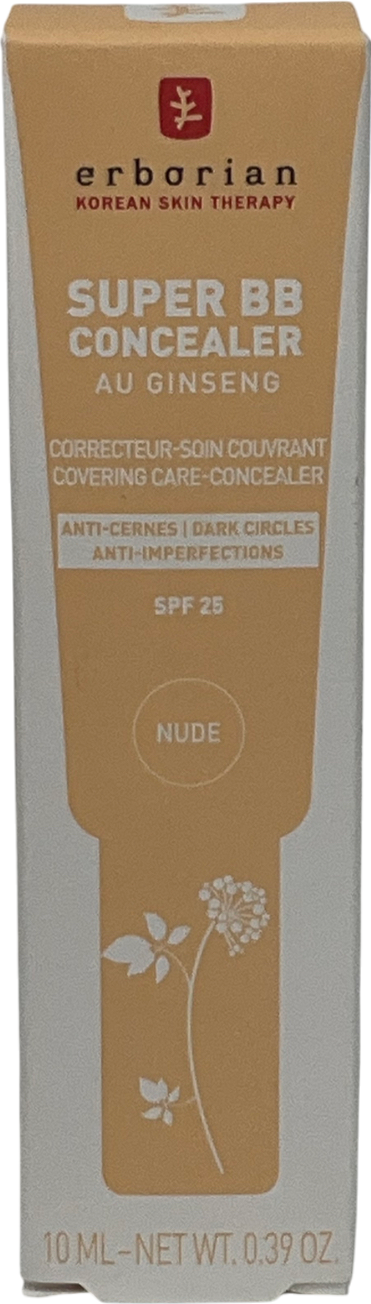 erborian
KOREAN SKIN THERAPY
SUPER BB
CONCEALER
AU GINSENG
CORRECTEUR-SOIN COUVRANT
COVERING CARE-CONCEALER
ANTI-CERNES | DARK CIRCLES
ANTI-IMPERFECTIONS
SPF 25
NUDE
10 ML-NET WT. 0.39 OZ.